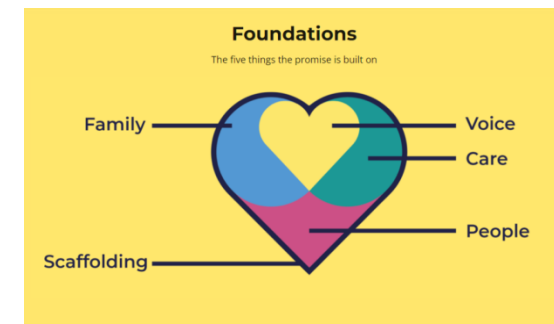 Foundations
The five things the promise is built on
Family
Voice
Care
People
Scaffolding